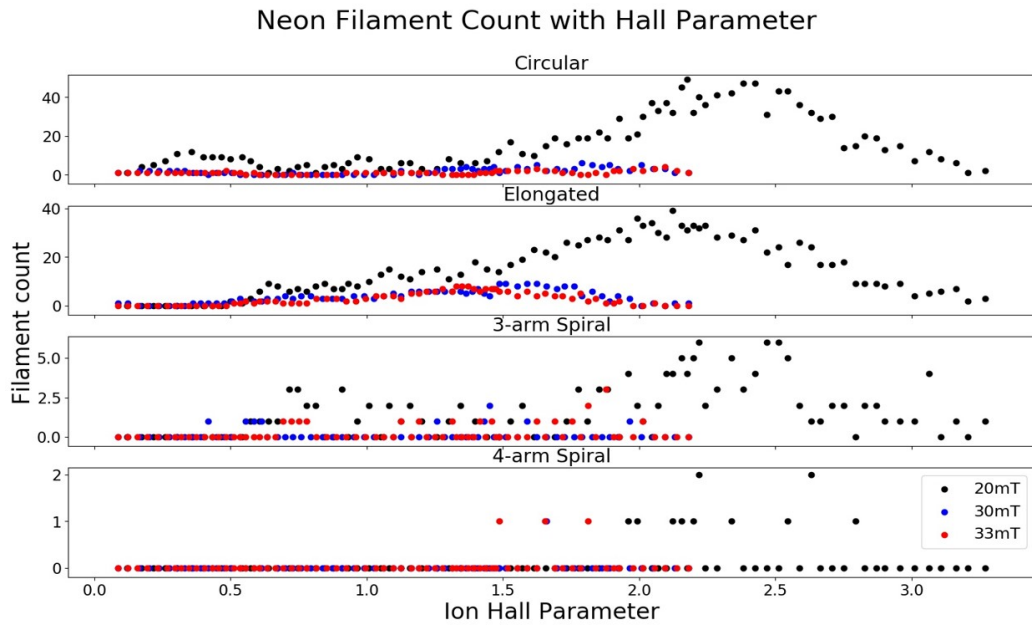 Neon Filament Count with Hall Parameter
Circular
40
20
0
Elongated
40
20
0
Filament count
3-arm Spiral
5.0
2.5
0.0
4-arm Spiral
2
1
0
20mT
30mT
33mT
0.0 0.5 1.0 1.5 2.0 2.5 3.0
Ion Hall Parameter